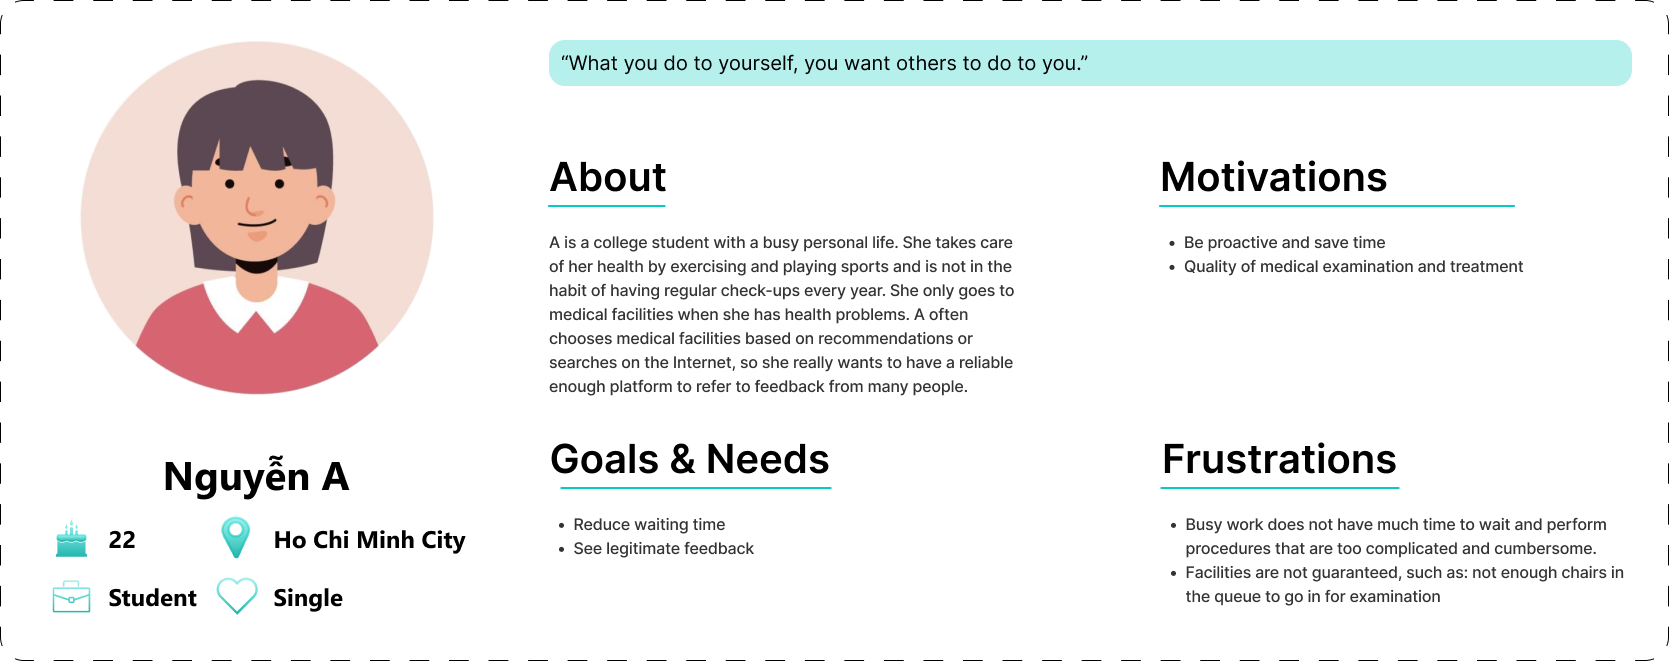 “What you do to yourself, you want others to do to you.”
About
A is a college student with a busy personal life. She takes care
of her health by exercising and playing sports and is not in the
habit of having regular check-ups every year. She only goes to
medical facilities when she has health problems. A often
chooses medical facilities based on recommendations or
searches on the Internet, so she really wants to have a reliable
enough platform to refer to feedback from many people.
Motivations
• Be proactive and save time
• Quality of medical examination and treatment
Nguyễn A
22
Ho Chi Minh City
Student
Single
Goals & Needs
• Reduce waiting time
• See legitimate feedback
Frustrations
• Busy work does not have much time to wait and perform
procedures that are too complicated and cumbersome.
• Facilities are not guaranteed, such as: not enough chairs in
the queue to go in for examination